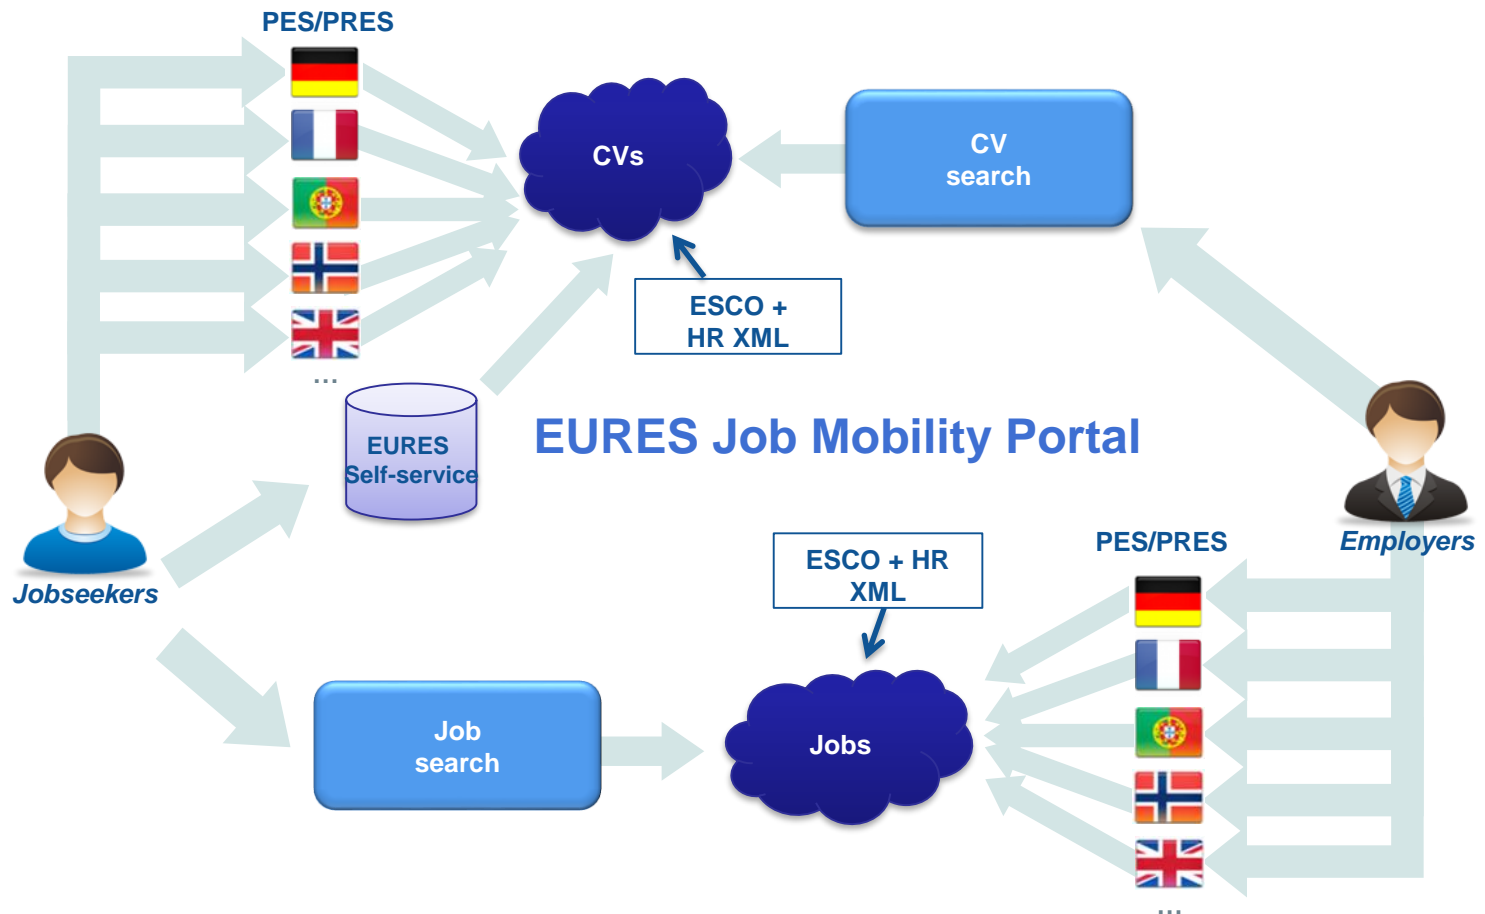 PES/PRES
CVs
CV
search
ESCO +
HR XML
...
EURES
Self-service
EURES Job Mobility Portal
Jobseekers
Employers
PES/PRES
ESCO + HR
XML
Job
search
Jobs
...